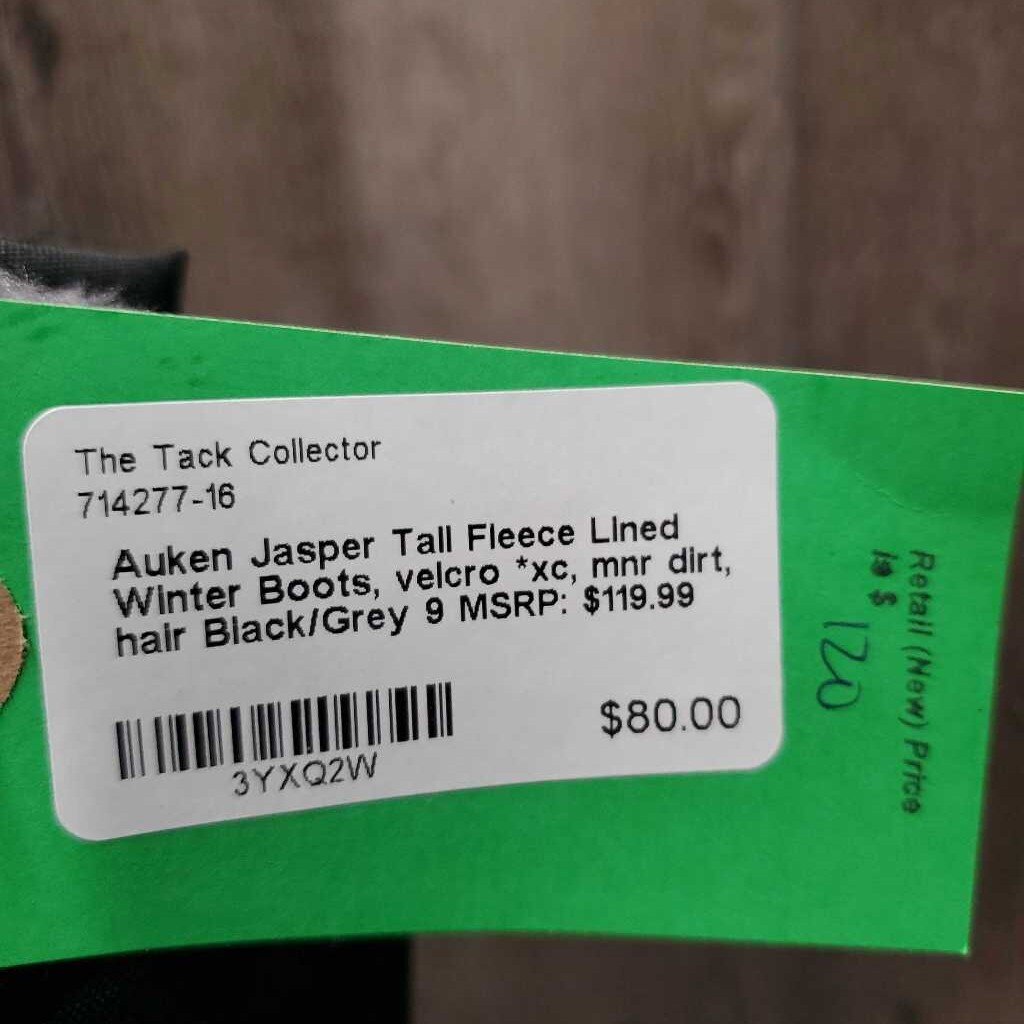 The Tack Collector
714277-16
Auken Jasper Tall Fleece Lined
Winter Boots, velcro *xc, mnr dirt,
hair Black/Grey 9 MSRP: $119.99
$80.00
3YXQ2W
Retail (New) Price
is $
120